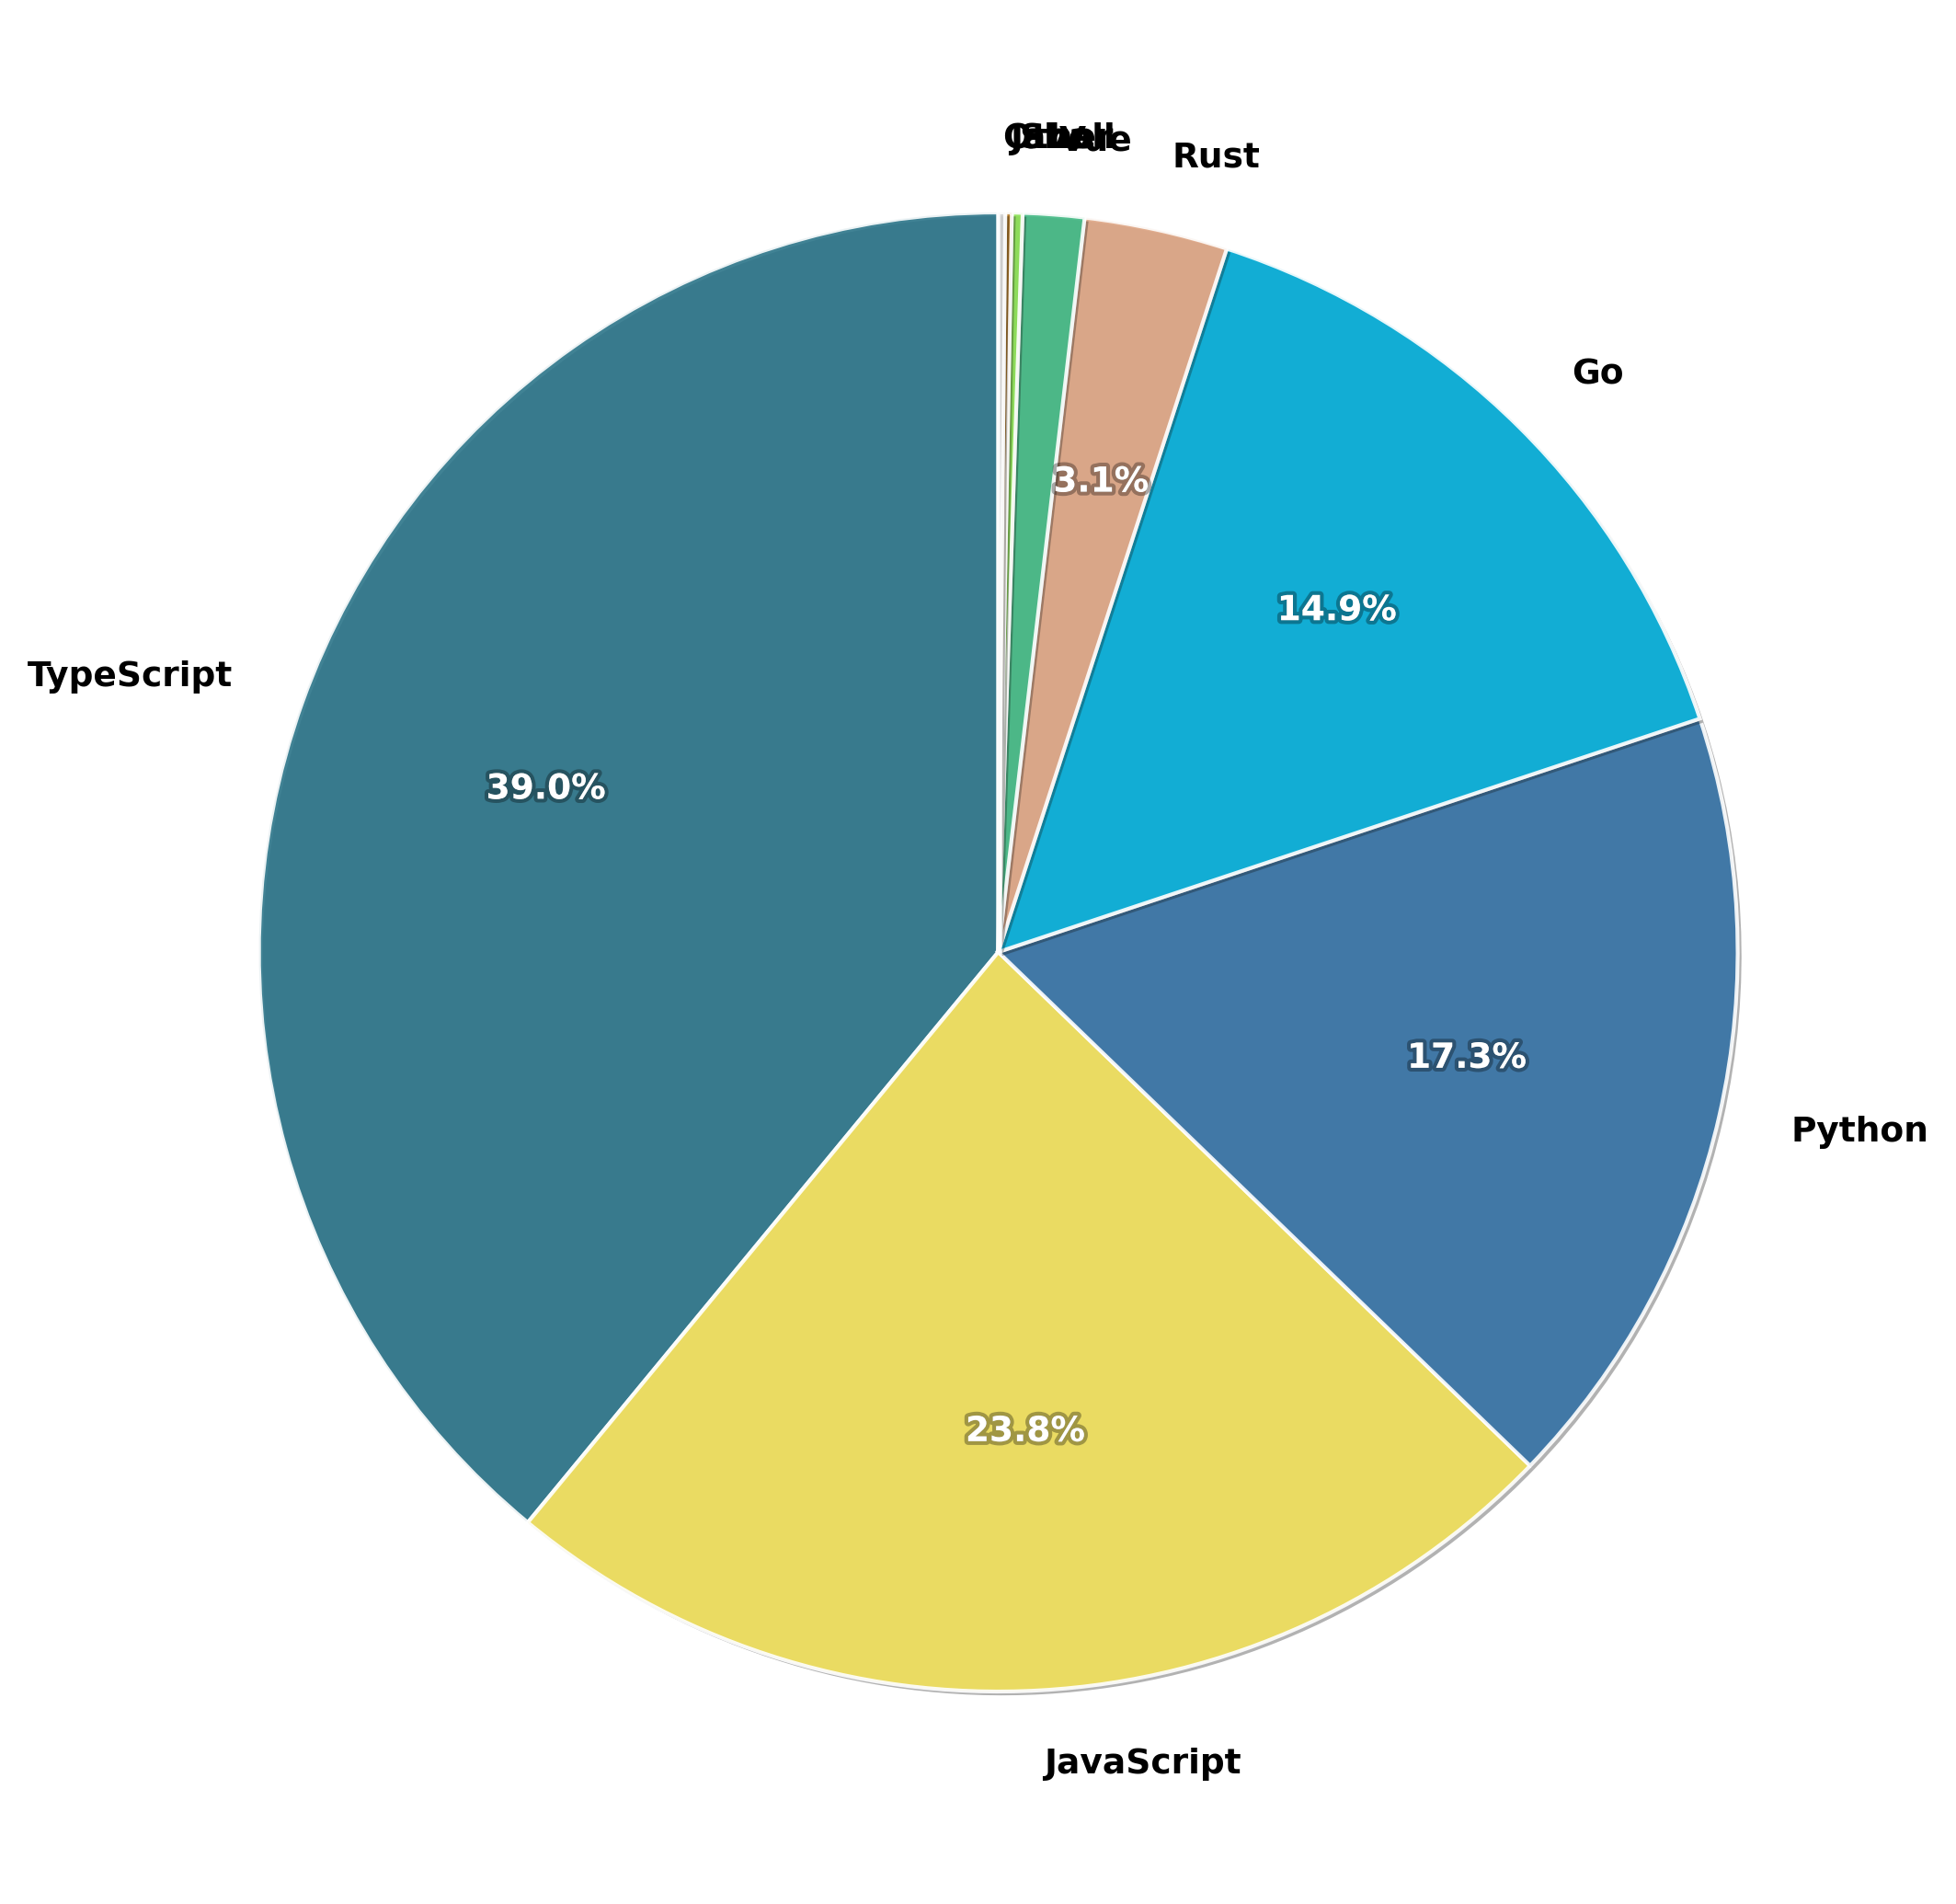 Rust
Go
3.1%
14.9%
TypeScript
39.0%
17.3%
Python
23.8%
JavaScript